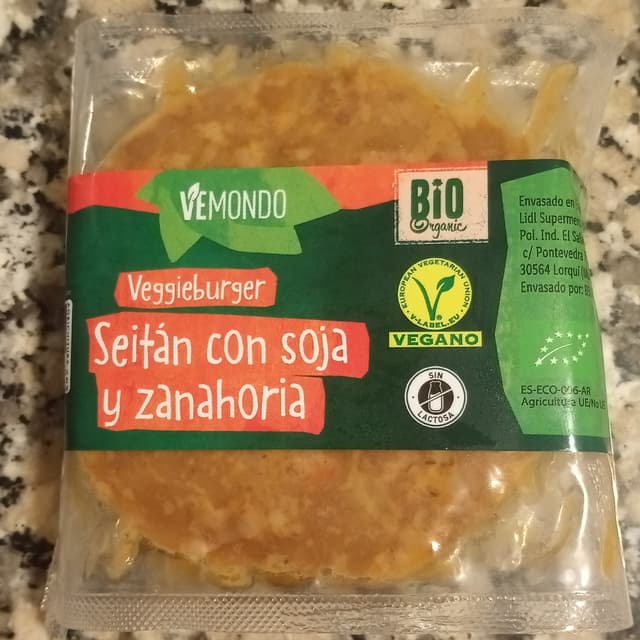 VEMONDO
Veggieburger
Seitán con soja
y zanahoria
BIO
Organic
EUROPEAN VEGETARIAN UNION
V-LABEL.EU
VEGANO
SIN
LACTOSA
Envasado en
Lidl Supermer
Pol. Ind. El Sal
c/ Pontevedra
30564 Lorquí
Envasado por:
ES-ECO-006-AR
Agricultura UE/No UE